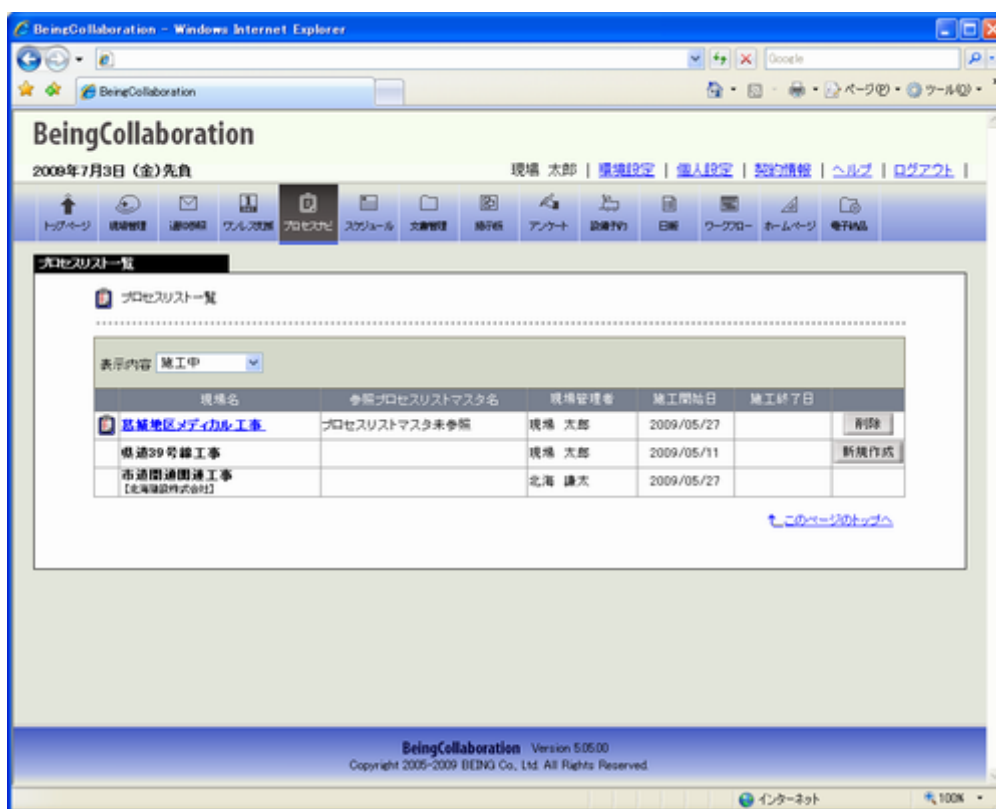 BeingCollaboration - Windows Internet Explorer
Google
BeingCollaboration
ページ(P) ツール(O)
BeingCollaboration
2009年7月3日（金）先負
現場 太郎 | 環境設定 | 個人設定 | 契約情報 | ヘルプ | ログアウト |
トップページ 現場管理 プロセスナビ スケジュール 文書管理 掲示板 アンケート 設備予約 日報 ワークフロー ホームページ 電子納品
プロセスリスト一覧
プロセスリスト一覧
表示内容 施工中
現場名 参照プロセスリストマスタ名 現場管理者 施工開始日 施工終了日
葛城地区メディカル工事 プロセスリストマスタ未参照 現場 太郎 2009/05/27 削除
県道39号線工事 現場 太郎 2009/05/11 新規作成
市道開通関連工事 北海 謙太 2009/05/27
【北海建設株式会社】
このページのトップへ
BeingCollaboration Version 5.05.00
Copyright 2005-2009 BEING Co., Ltd. All Rights Reserved.
インターネット 100%